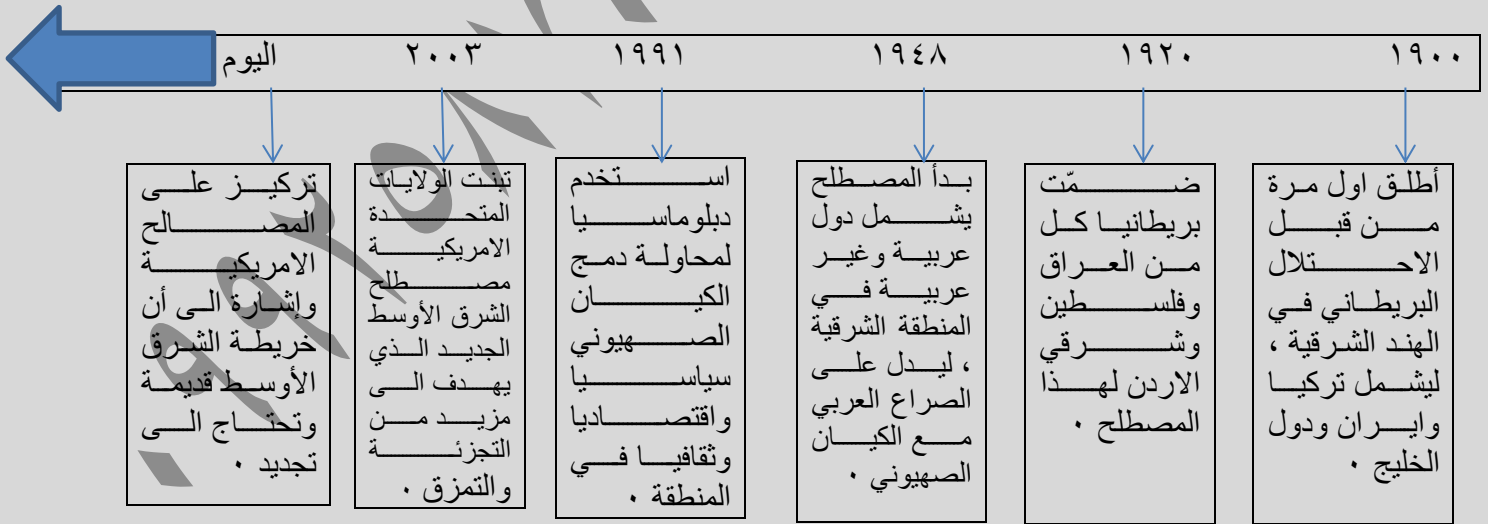 ١٩٠٠ ١٩٢٠ ١٩٤٨ ١٩٩١ ٢٠٠٣ اليوم
أطلق اول مرة
من قبل
الاحتلال
البريطاني في
الهند الشرقية ،
ليشمل تركيا
وايران ودول
الخليج ٠
ضمّت
بريطانيا كل
من العراق
وفلسطين
وشرقي
الاردن لهذا
المصطلح ٠
بدأ المصطلح
يشمل دول
عربية وغير
عربية في
المنطقة الشرقية
، ليدل على
الصراع العربي
مع الكيان
الصهيوني ٠
استخدم
دبلوماسيا
لمحاولة دمج
الكيان
الصهيوني
سياسيا
واقتصاديا
وثقافيا في
المنطقة ٠
تبنت الولايات
المتحدة
الامريكية
مصطلح
الشرق الأوسط
الجديد الذي
يهدف الى
مزيد من
التجزئة
والتمزق ٠
تركيز على
المصالح
الامريكية
وإشارة الى أن
خريطة الشرق
الأوسط قديمة
وتحتاج الى
تجديد ٠